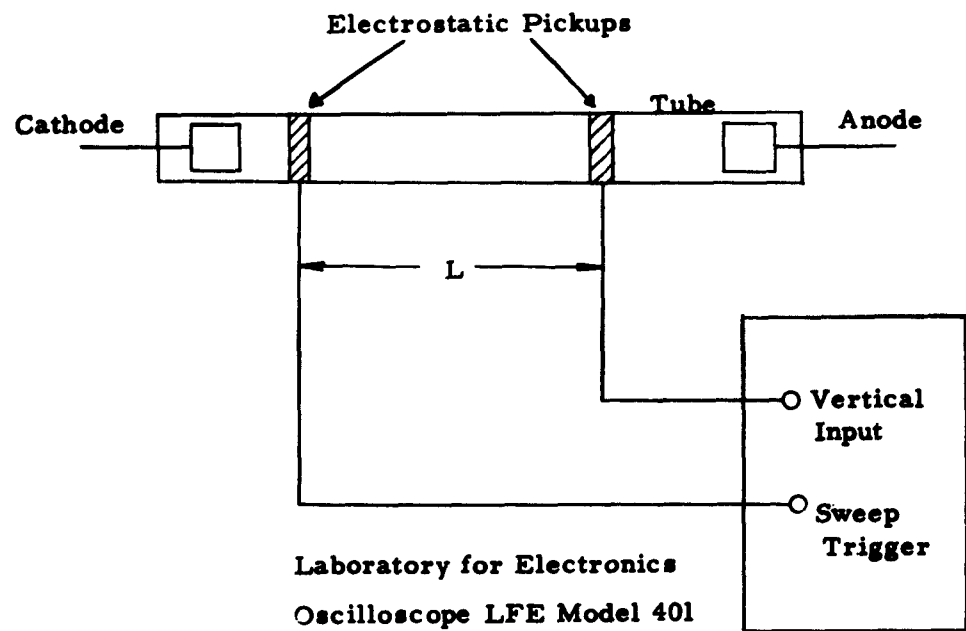 Electrostatic Pickups
Tube
Cathode
Anode
L
Vertical
Input
Sweep
Trigger
Laboratory for Electronics
Oscilloscope LFE Model 401